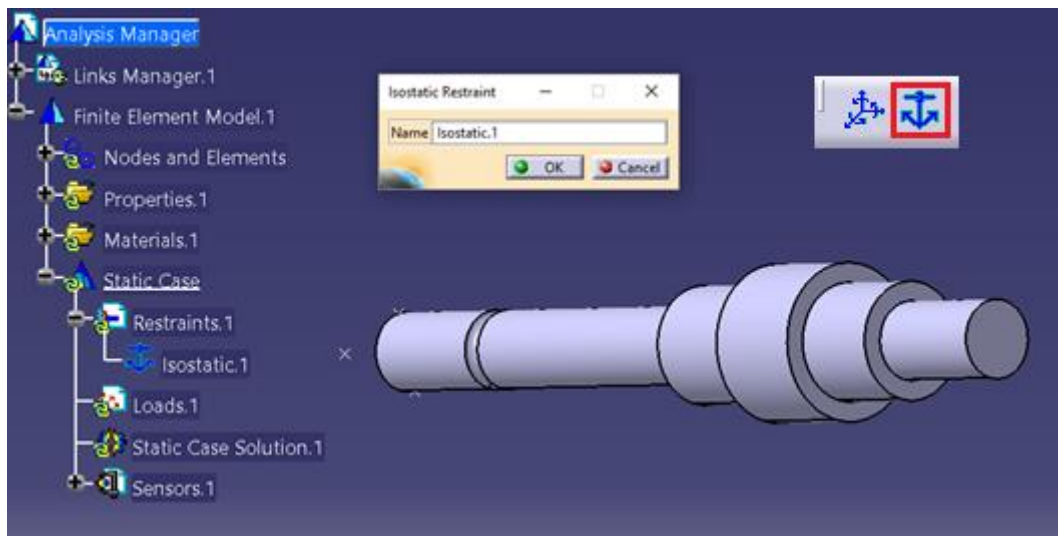 Analysis Manager
Links Manager.1
Finite Element Model.1
Nodes and Elements
Properties.1
Materials.1
Static Case
Restraints.1
Isostatic.1
Loads.1
Static Case Solution.1
Sensors.1
Isostatic Restraint
Name Isostatic.1
OK Cancel